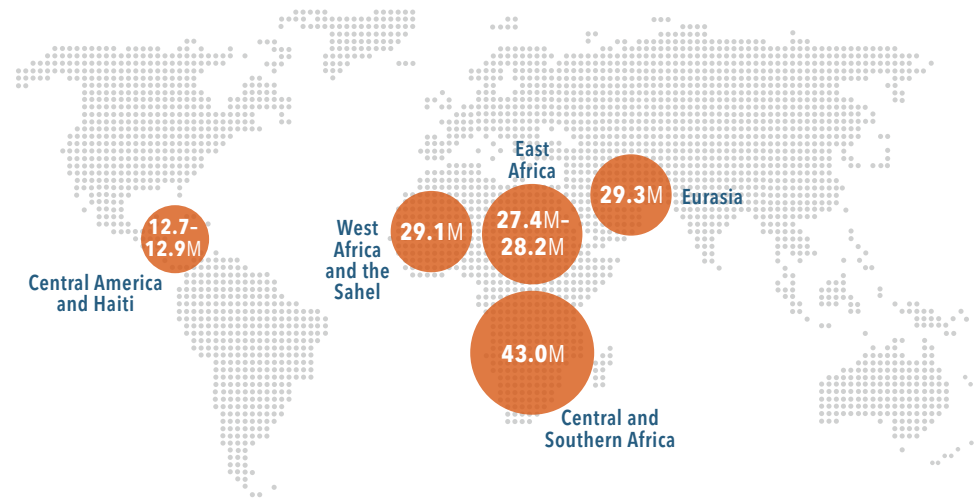 12.7–
12.9M
Central America
and Haiti
West
Africa
and the
Sahel
29.1M
East
Africa
27.4M–
28.2M
29.3M
Eurasia
43.0M
Central and
Southern Africa